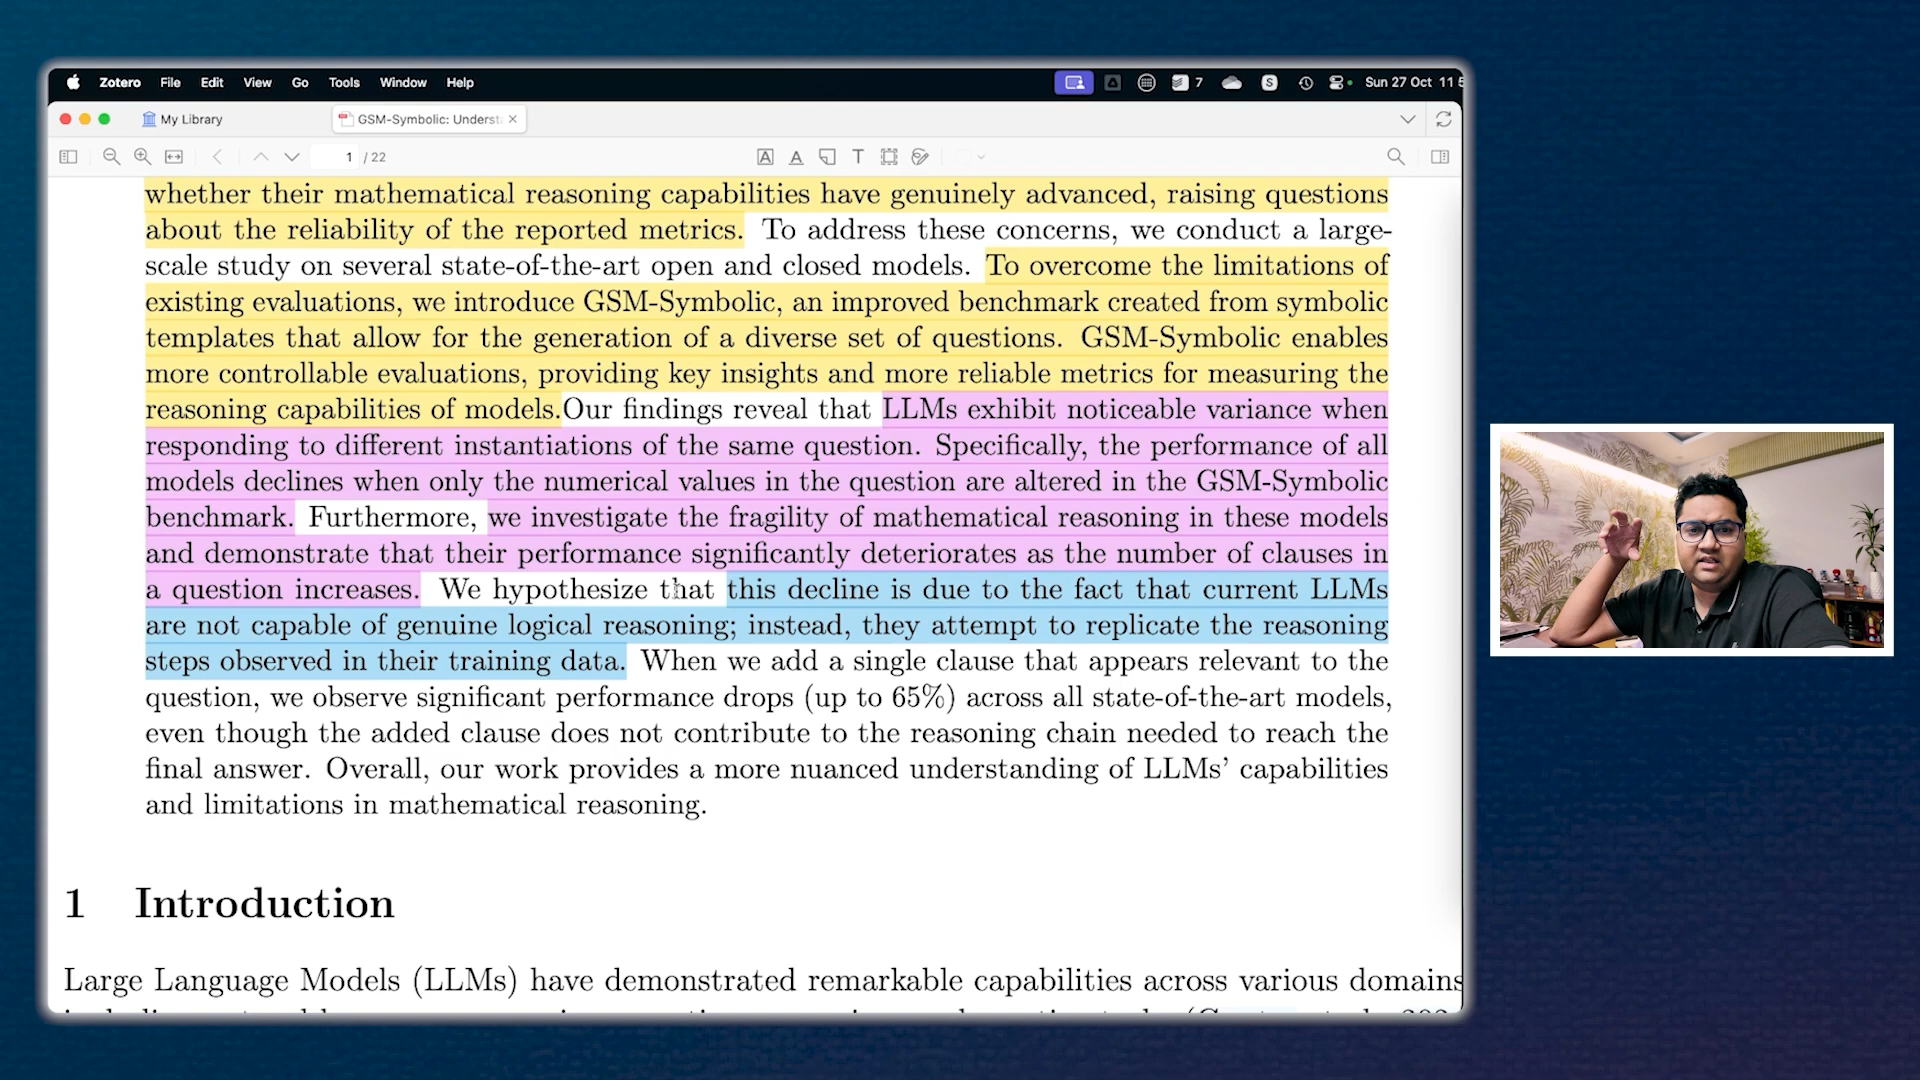 Zotero File Edit View Go Tools Window Help 7 S Sun 27 Oct 11
My Library GSM-Symbolic: Underst
1 / 22 A A T
whether their mathematical reasoning capabilities have genuinely advanced, raising questions
about the reliability of the reported metrics. To address these concerns, we conduct a large-
scale study on several state-of-the-art open and closed models. To overcome the limitations of
existing evaluations, we introduce GSM-Symbolic, an improved benchmark created from symbolic
templates that allow for the generation of a diverse set of questions. GSM-Symbolic enables
more controllable evaluations, providing key insights and more reliable metrics for measuring the
reasoning capabilities of models.Our findings reveal that LLMs exhibit noticeable variance when
responding to different instantiations of the same question. Specifically, the performance of all
models declines when only the numerical values in the question are altered in the GSM-Symbolic
benchmark. Furthermore, we investigate the fragility of mathematical reasoning in these models
and demonstrate that their performance significantly deteriorates as the number of clauses in
a question increases. We hypothesize that this decline is due to the fact that current LLMs
are not capable of genuine logical reasoning; instead, they attempt to replicate the reasoning
steps observed in their training data. When we add a single clause that appears relevant to the
question, we observe significant performance drops (up to 65%) across all state-of-the-art models,
even though the added clause does not contribute to the reasoning chain needed to reach the
final answer. Overall, our work provides a more nuanced understanding of LLMs’ capabilities
and limitations in mathematical reasoning.
1 Introduction
Large Language Models (LLMs) have demonstrated remarkable capabilities across various domains